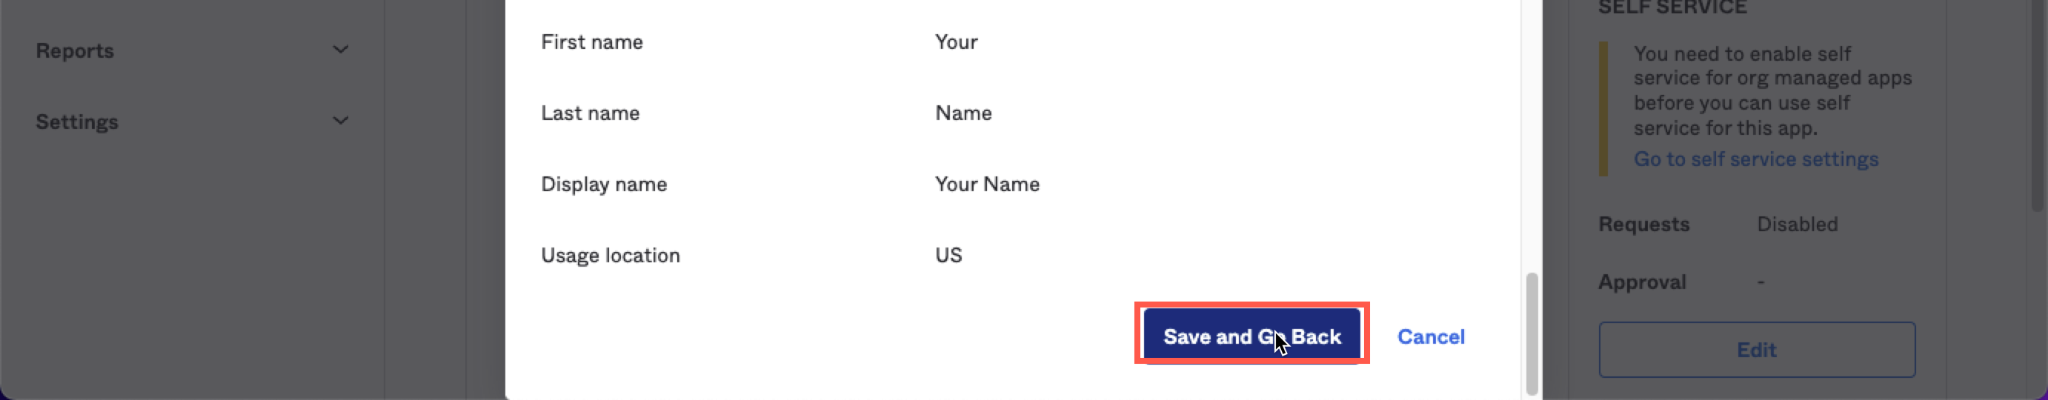 Reports
Settings
First name Your
Last name Name
Display name Your Name
Usage location US
Save and Go Back Cancel
SELF SERVICE
You need to enable self
service for org managed apps
before you can use self
service for this app.
Go to self service settings
Requests Disabled
Approval -
Edit